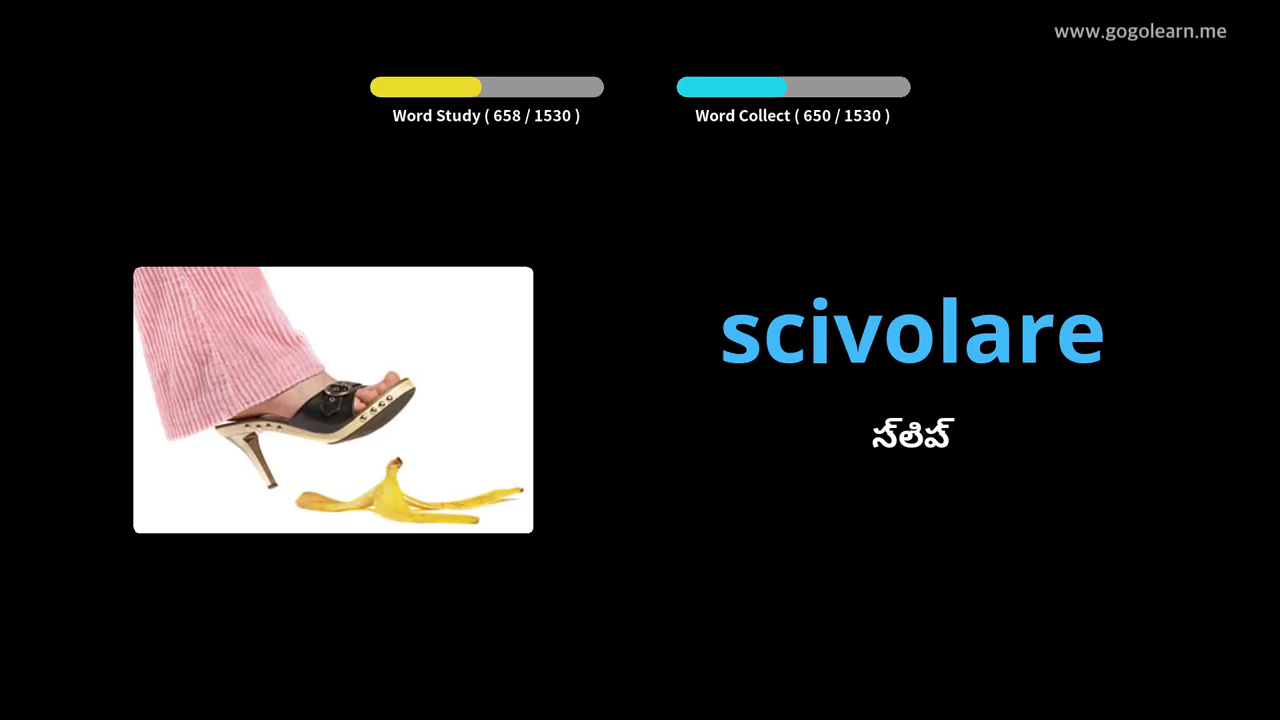 www.gogolearn.me
Word Study ( 658 / 1530 )
Word Collect ( 650 / 1530 )
scivolare
స్‌లిప్